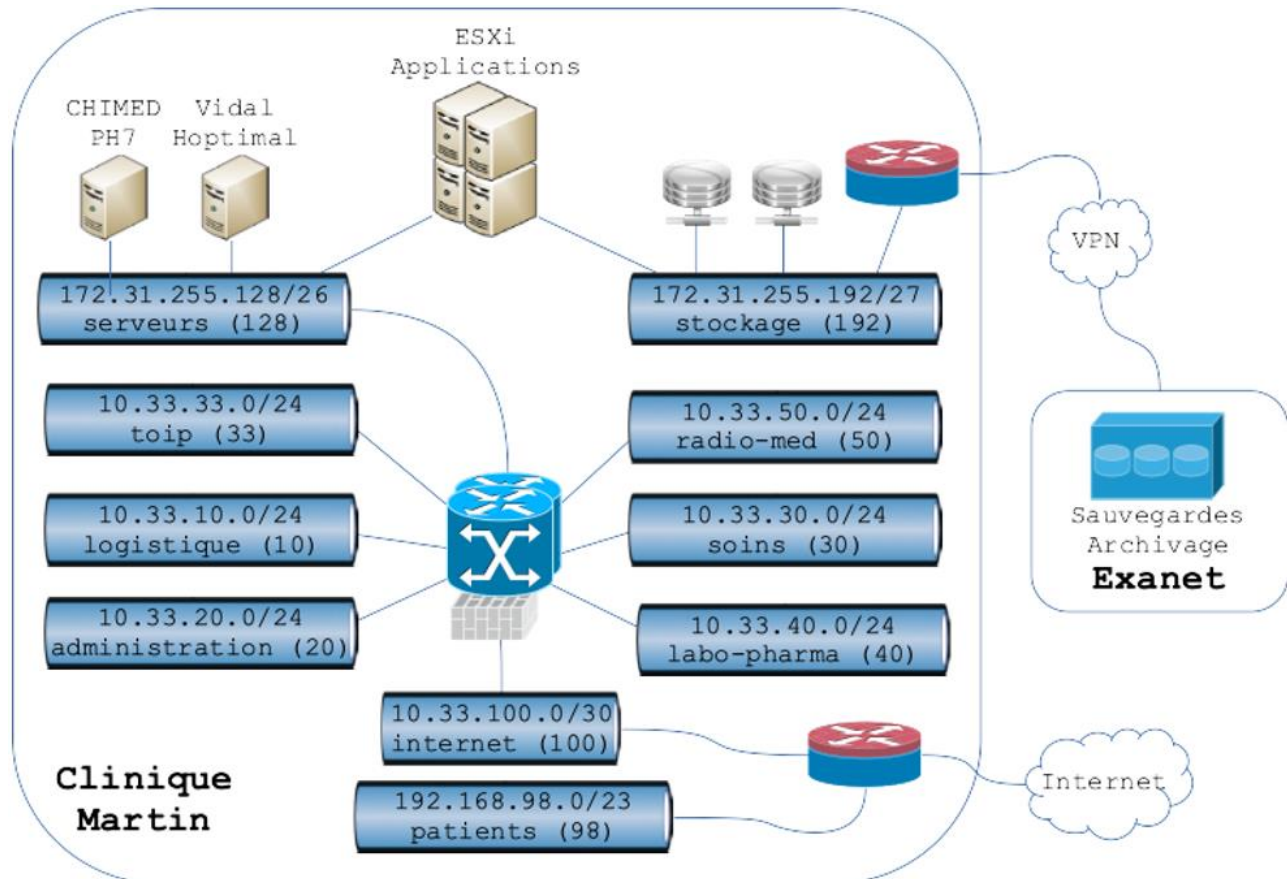 ESXi
Applications
CHIMED
PH7
Vidal
Hoptimal
VPN
172.31.255.128/26
serveurs (128)
172.31.255.192/27
stockage (192)
10.33.33.0/24
toip (33)
10.33.50.0/24
radio-med (50)
10.33.10.0/24
logistique (10)
10.33.30.0/24
soins (30)
Sauvegardes
Archivage
Exanet
10.33.20.0/24
administration (20)
10.33.40.0/24
labo-pharma (40)
10.33.100.0/30
internet (100)
Internet
Clinique
Martin
192.168.98.0/23
patients (98)